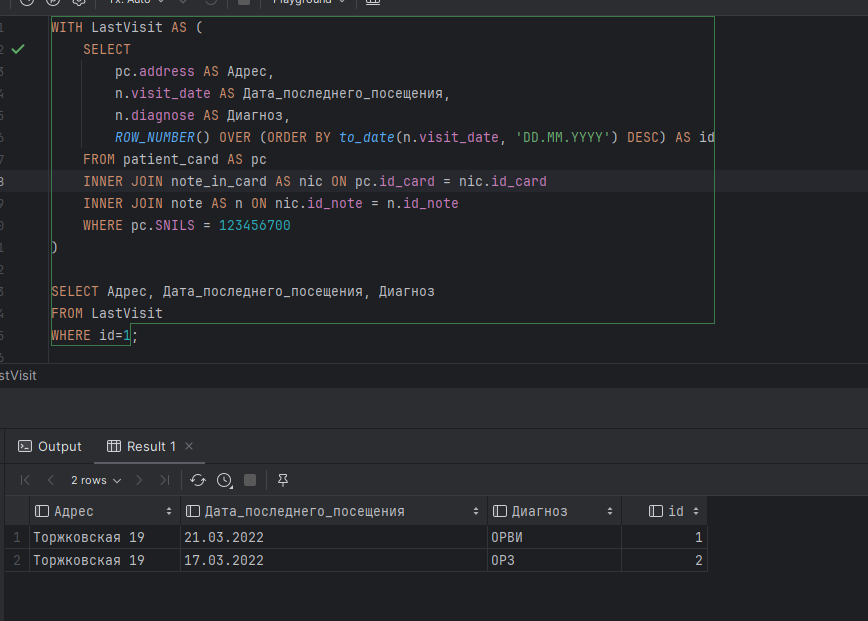 Tx: Auto Playground
WITH LastVisit AS (
SELECT
pc.address AS Адрес,
n.visit_date AS Дата_последнего_посещения,
n.diagnose AS Диагноз,
ROW_NUMBER() OVER (ORDER BY to_date(n.visit_date, 'DD.MM.YYYY') DESC) AS id
FROM patient_card AS pc
INNER JOIN note_in_card AS nic ON pc.id_card = nic.id_card
INNER JOIN note AS n ON nic.id_note = n.id_note
WHERE pc.SNILS = 123456700
)
SELECT Адрес, Дата_последнего_посещения, Диагноз
FROM LastVisit
WHERE id=1;
stVisit
Output Result 1
2 rows
Адрес Дата_последнего_посещения Диагноз id
1 Торжковская 19 21.03.2022 ОРВИ 1
2 Торжковская 19 17.03.2022 ОРЗ 2